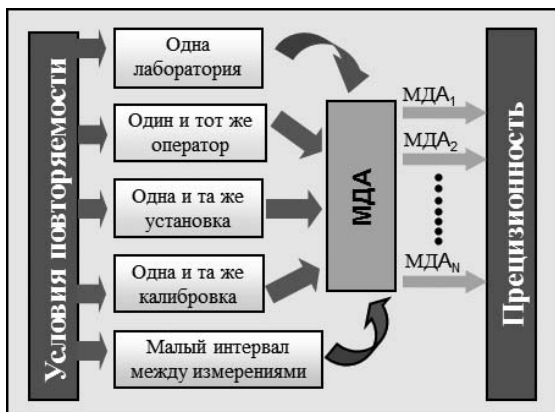 Условия повторяемости
Одна
лаборатория
Один и тот же
оператор
Одна и та же
установка
Одна и та же
калибровка
Малый интервал
между измерениями
МДА
МДА₁
МДА₂
МДАN
Прецизионность